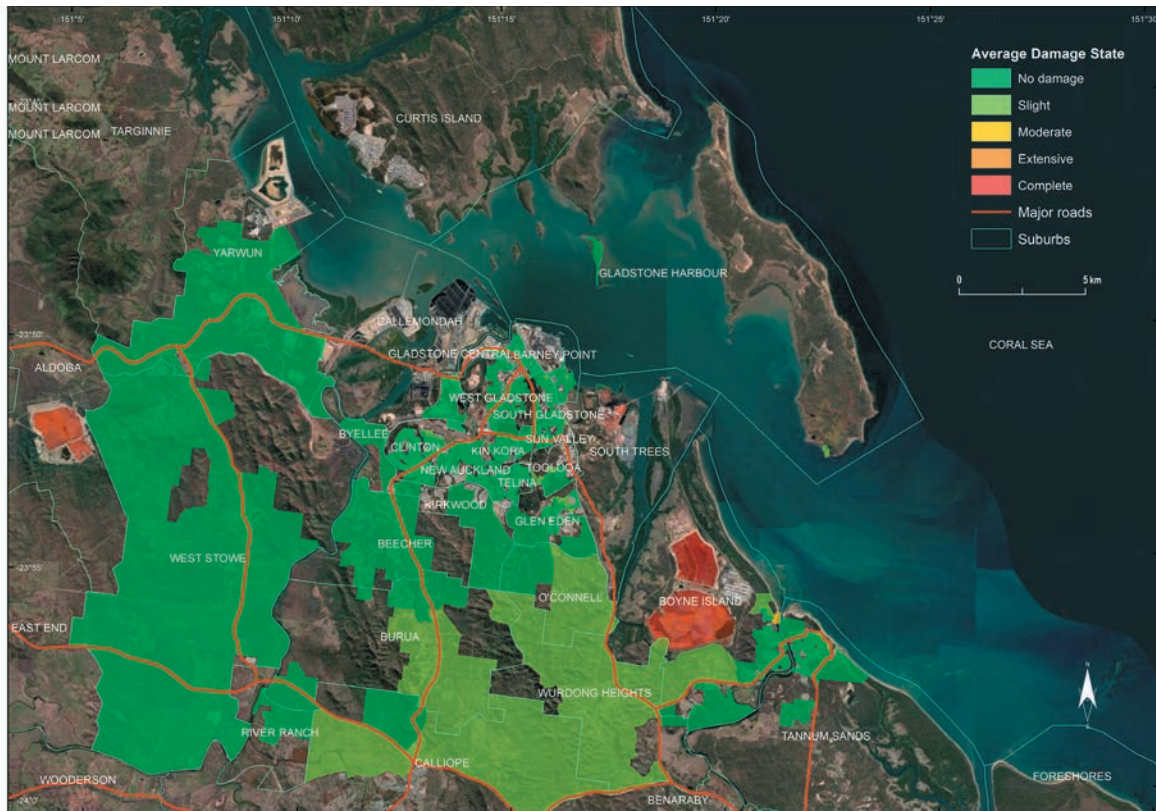 151°5'
151°10'
151°15'
151°20'
151°25'
151°30'
MOUNT LARCOM
MOUNT LARCOM
MOUNT LARCOM
TARGINNIE
CURTIS ISLAND
Average Damage State
No damage
Slight
Moderate
Extensive
Complete
Major roads
Suburbs
0 5 km
YARWUN
GLADSTONE HARBOUR
CALLEMONDAH
-23°50'
-23°50'
CORAL SEA
GLADSTONE CENTRAL
BARNEY POINT
ALDOGA
WEST GLADSTONE
SOUTH GLADSTONE
BYELLEE
CLINTON
SUN VALLEY
KIN KORA
SOUTH TREES
NEW AUCKLAND
TOOLOOA
TELINA
KIRKWOOD
GLEN EDEN
BEECHER
WEST STOWE
-23°55'
-23°55'
O'CONNELL
BOYNE ISLAND
EAST END
BURUA
WURDONG HEIGHTS
N
RIVER RANCH
TANNUM SANDS
CALLIOPE
WOODERSON
FORESHORES
BENARABY